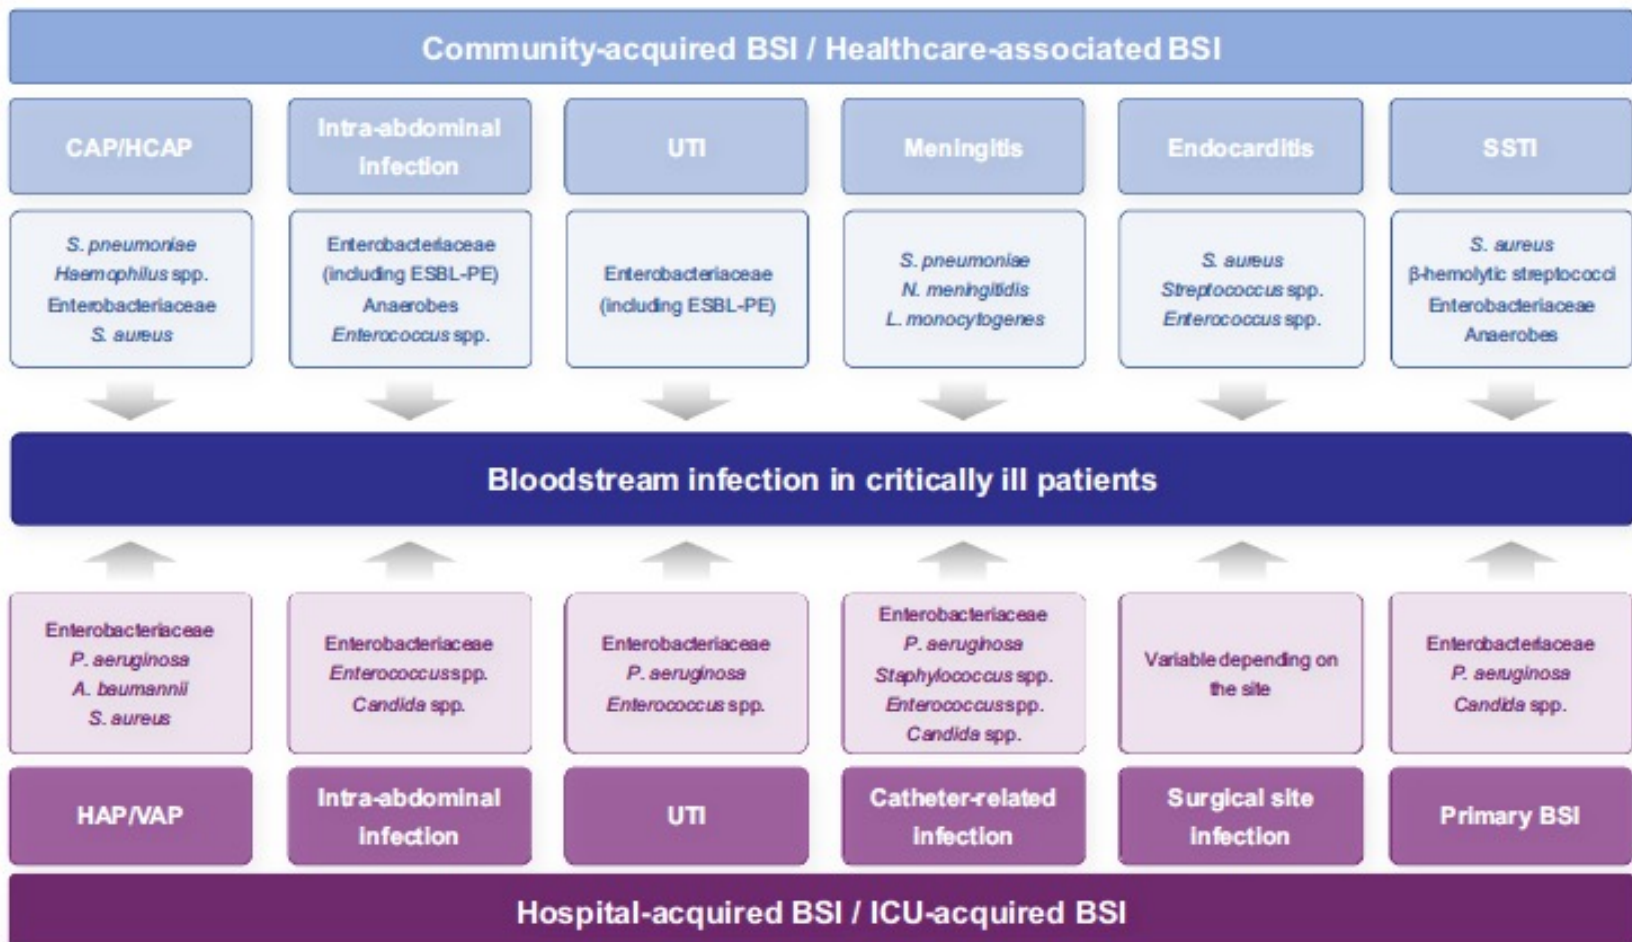 Community-acquired BSI / Healthcare-associated BSI
CAP/HCAP
Intra-abdominal
infection
UTI
Meningitis
Endocarditis
SSTI
S. pneumoniae
Haemophilus spp.
Enterobacteriaceae
S. aureus
Enterobacteriaceae
(including ESBL-PE)
Anaerobes
Enterococcus spp.
Enterobacteriaceae
(including ESBL-PE)
S. pneumoniae
N. meningitidis
L. monocytogenes
S. aureus
Streptococcus spp.
Enterococcus spp.
S. aureus
β-hemolytic streptococci
Enterobacteriaceae
Anaerobes
Bloodstream infection in critically ill patients
Enterobacteriaceae
P. aeruginosa
A. baumannii
S. aureus
Enterobacteriaceae
Enterococcus spp.
Candida spp.
Enterobacteriaceae
P. aeruginosa
Enterococcus spp.
Enterobacteriaceae
P. aeruginosa
Staphylococcus spp.
Enterococcus spp.
Candida spp.
Variable depending on
the site
Enterobacteriaceae
P. aeruginosa
Candida spp.
HAP/VAP
Intra-abdominal
infection
UTI
Catheter-related
infection
Surgical site
infection
Primary BSI
Hospital-acquired BSI / ICU-acquired BSI